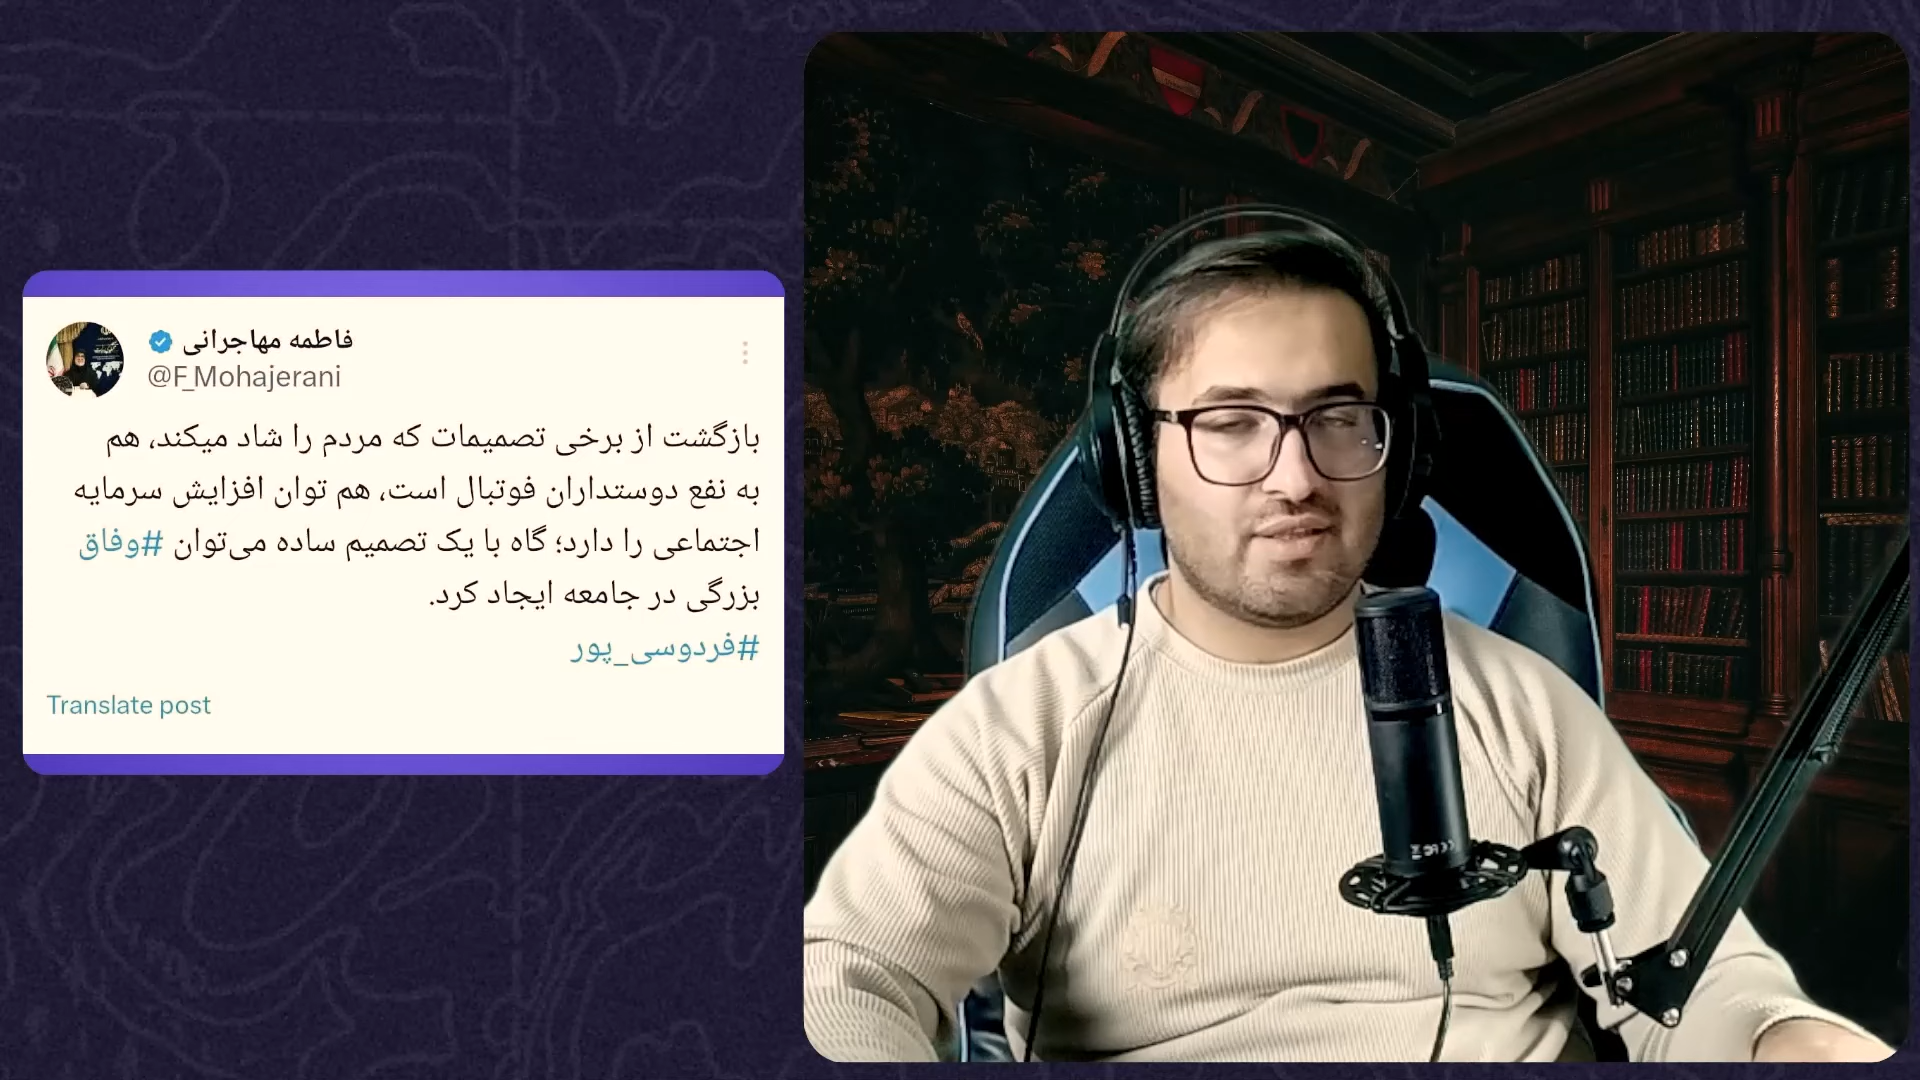 فاطمه مهاجرانی
@F_Mohajerani
بازگشت از برخی تصمیمات که مردم را شاد میکند، هم
به نفع دوستداران فوتبال است، هم توان افزایش سرمایه
اجتماعی را دارد؛ گاه با یک تصمیم ساده می‌توان #وفاق
بزرگی در جامعه ایجاد کرد.
#فردوسی_پور
Translate post